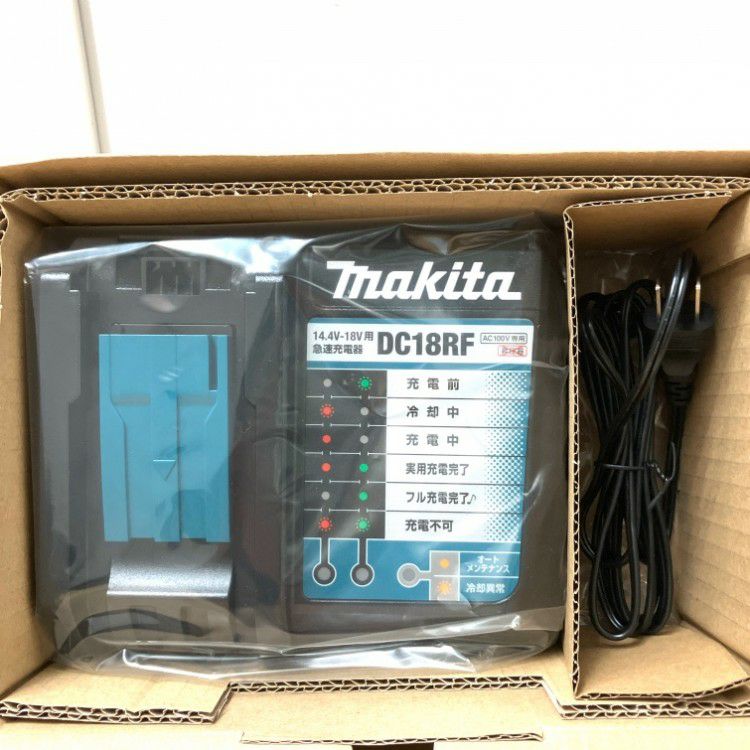 makita
14.4V-18V用
急速充電器
DC18RF
AC100V専用
充電前
冷却中
充電中
実用充電完了
フル充電完了♪
充電不可
オート
メンテナンス
冷却異常